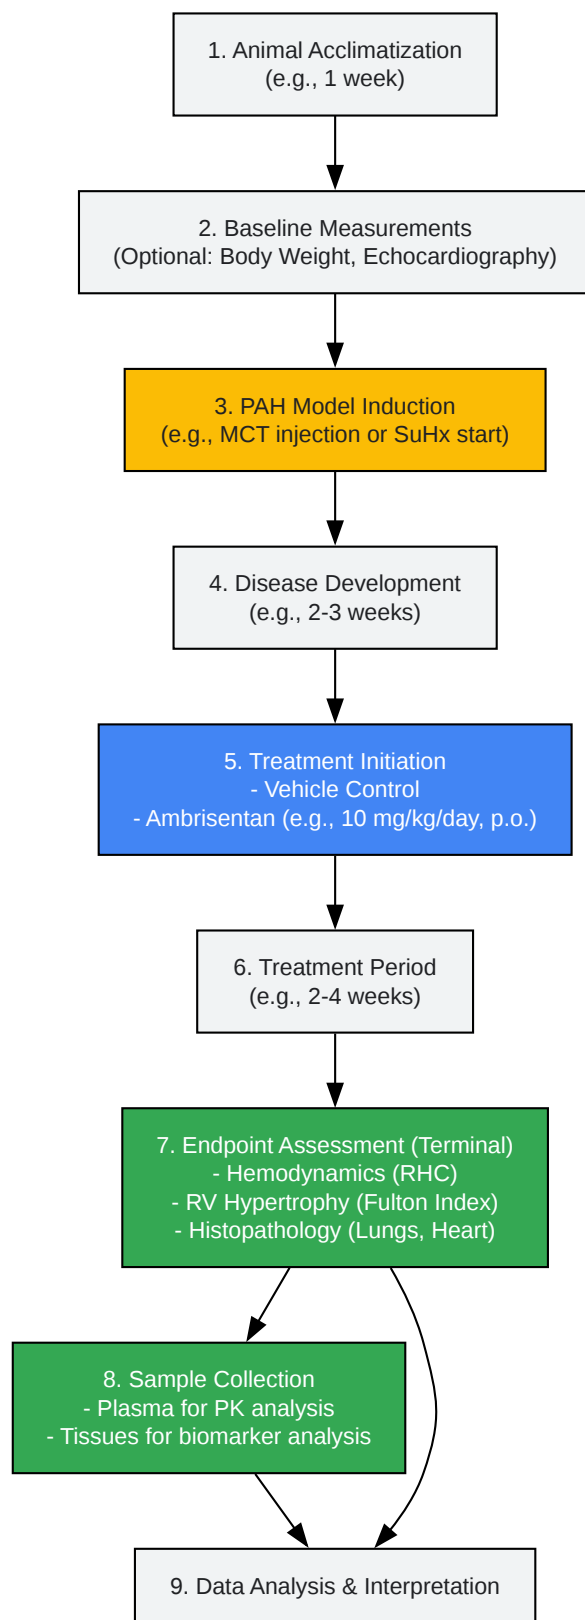 1. Animal Acclimatization
(e.g., 1 week)
2. Baseline Measurements
(Optional: Body Weight, Echocardiography)
3. PAH Model Induction
(e.g., MCT injection or SuHx start)
4. Disease Development
(e.g., 2-3 weeks)
5. Treatment Initiation
- Vehicle Control
- Ambrisentan (e.g., 10 mg/kg/day, p.o.)
6. Treatment Period
(e.g., 2-4 weeks)
7. Endpoint Assessment (Terminal)
- Hemodynamics (RHC)
- RV Hypertrophy (Fulton Index)
- Histopathology (Lungs, Heart)
8. Sample Collection
- Plasma for PK analysis
- Tissues for biomarker analysis
9. Data Analysis & Interpretation